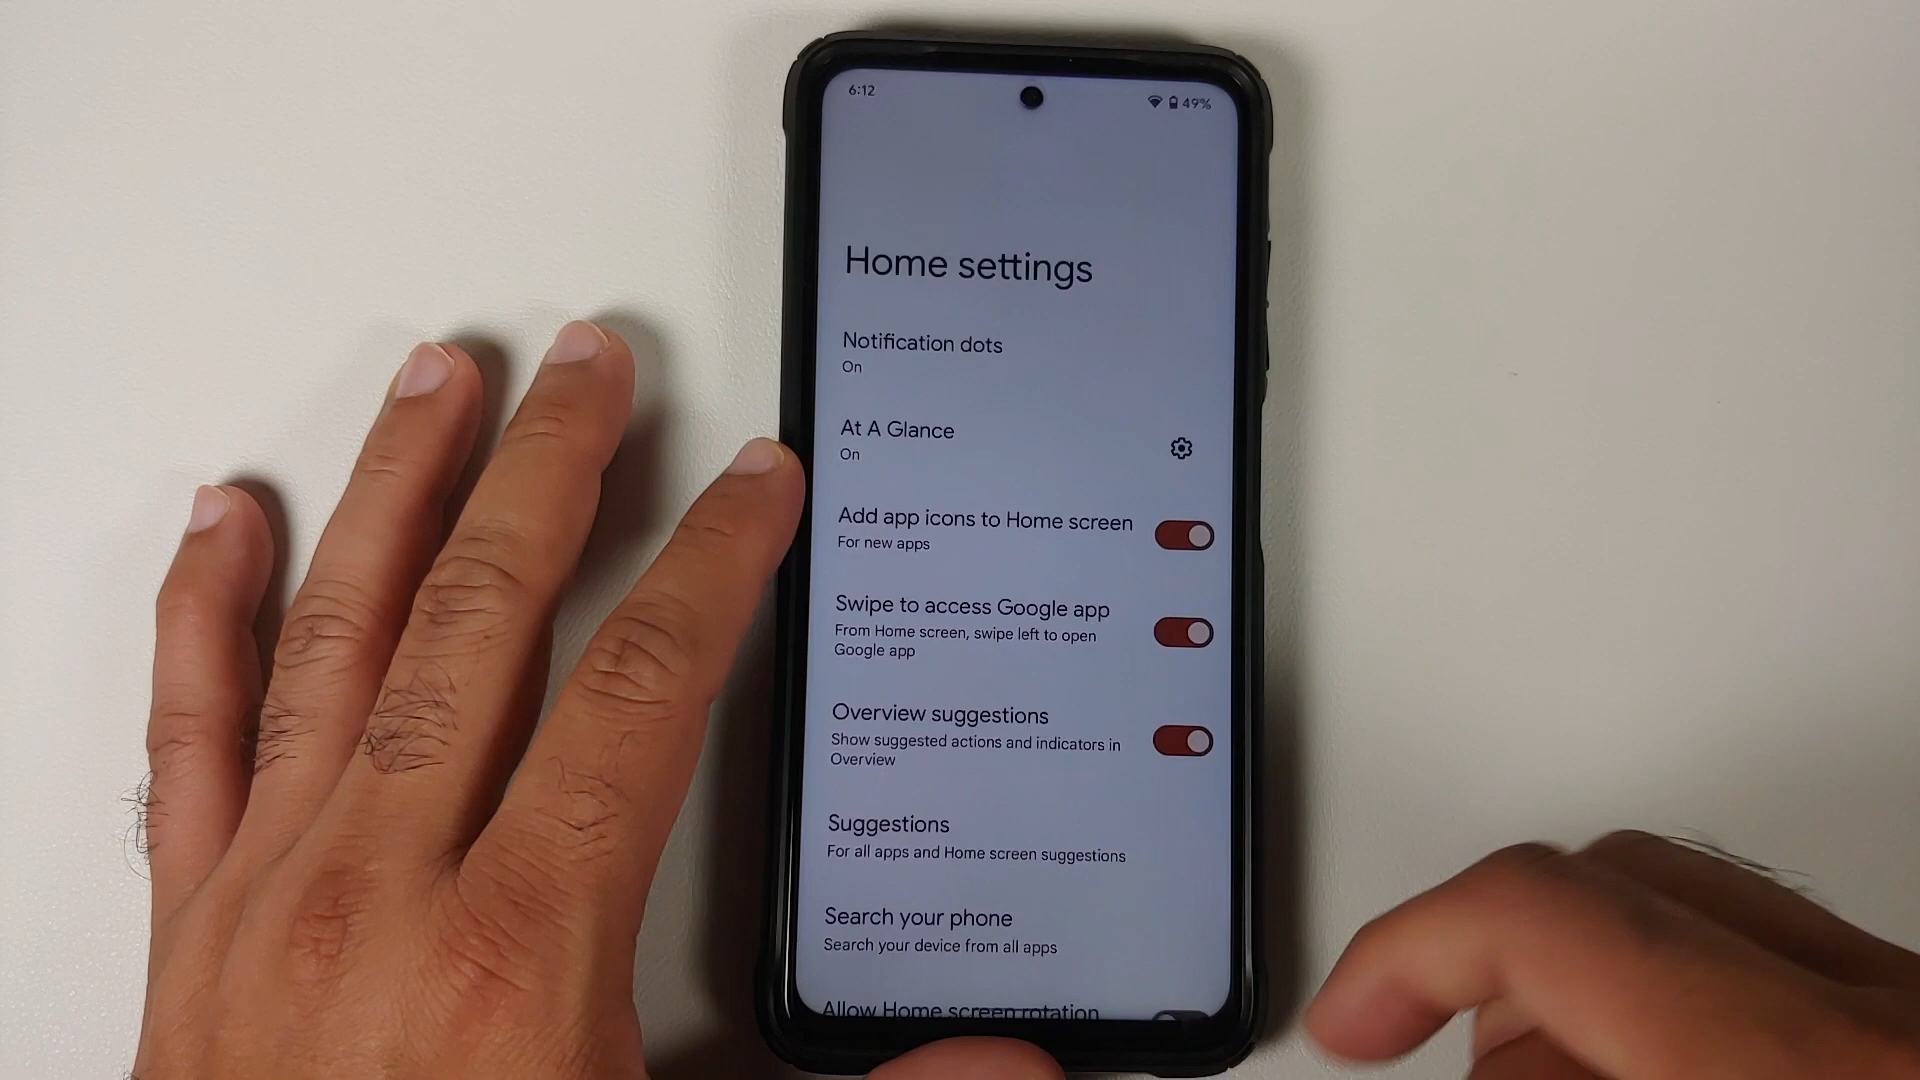 6:12
49%
Home settings
Notification dots
On
At A Glance
On
Add app icons to Home screen
For new apps
Swipe to access Google app
From Home screen, swipe left to open
Google app
Overview suggestions
Show suggested actions and indicators in
Overview
Suggestions
For all apps and Home screen suggestions
Search your phone
Search your device from all apps
Allow Home screen rotation